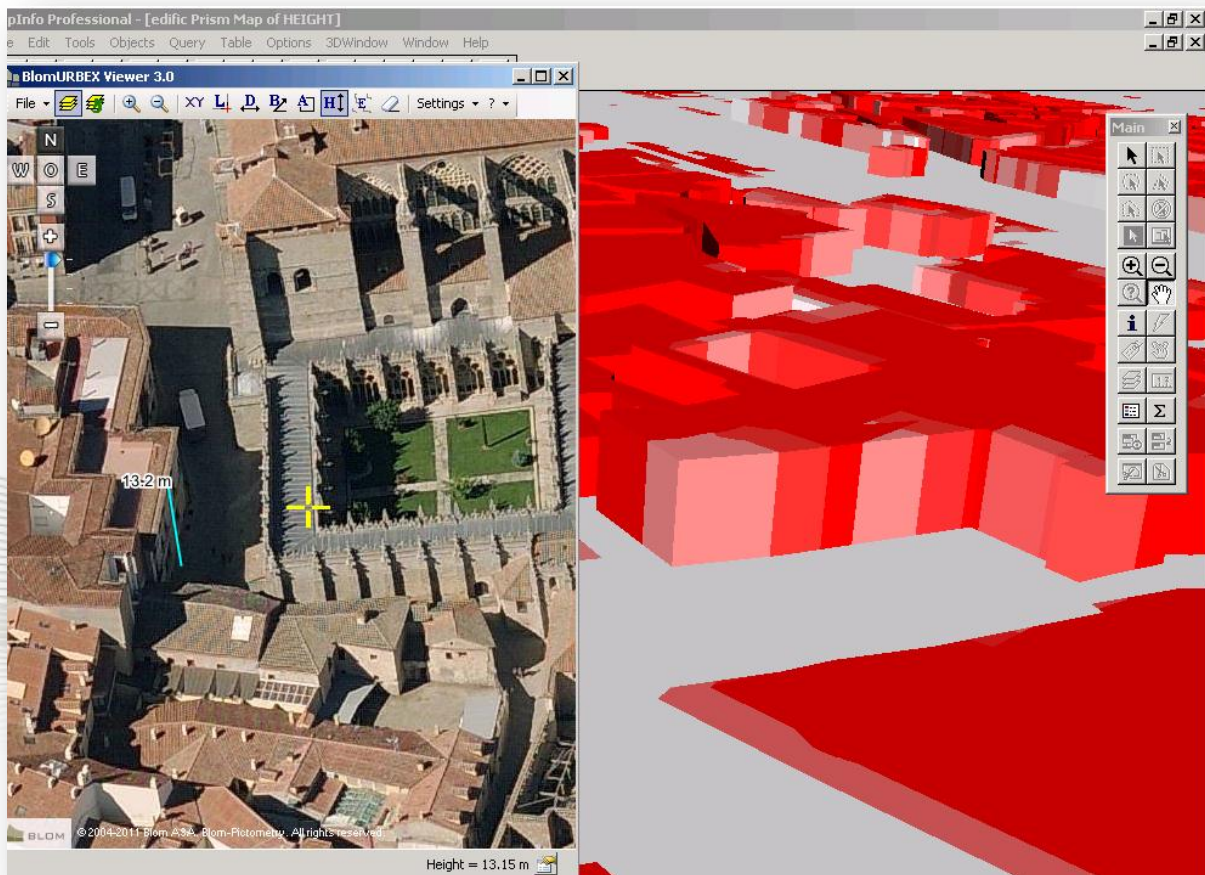 pInfo Professional - [edific Prism Map of HEIGHT]
e Edit Tools Objects Query Table Options 3DWindow Window Help
BlomURBEX Viewer 3.0
File XY L D B A H E Settings ?
Main
N
W O E
S
13.2 m
i
Σ
BLOM ©2004-2011 Blom ASA. Blom-Pictometry. All rights reserved.
Height = 13.15 m